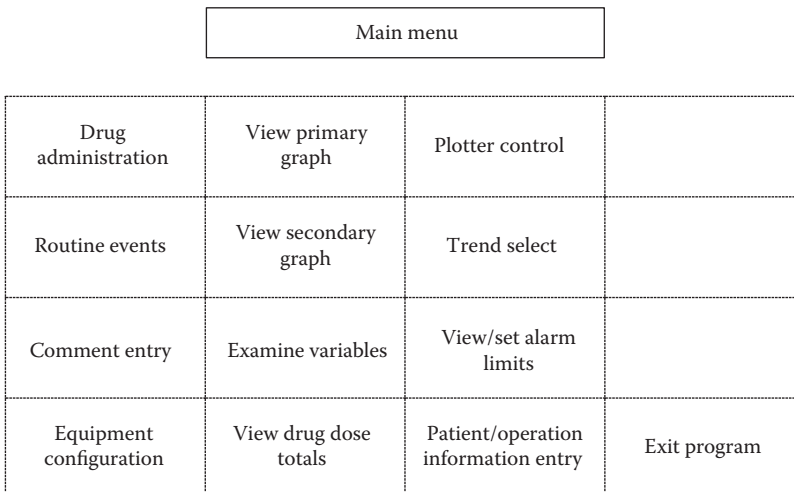 Main menu
Drug
administration
View primary
graph
Plotter control
Routine events
View secondary
graph
Trend select
Comment entry
Examine variables
View/set alarm
limits
Equipment
configuration
View drug dose
totals
Patient/operation
information entry
Exit program